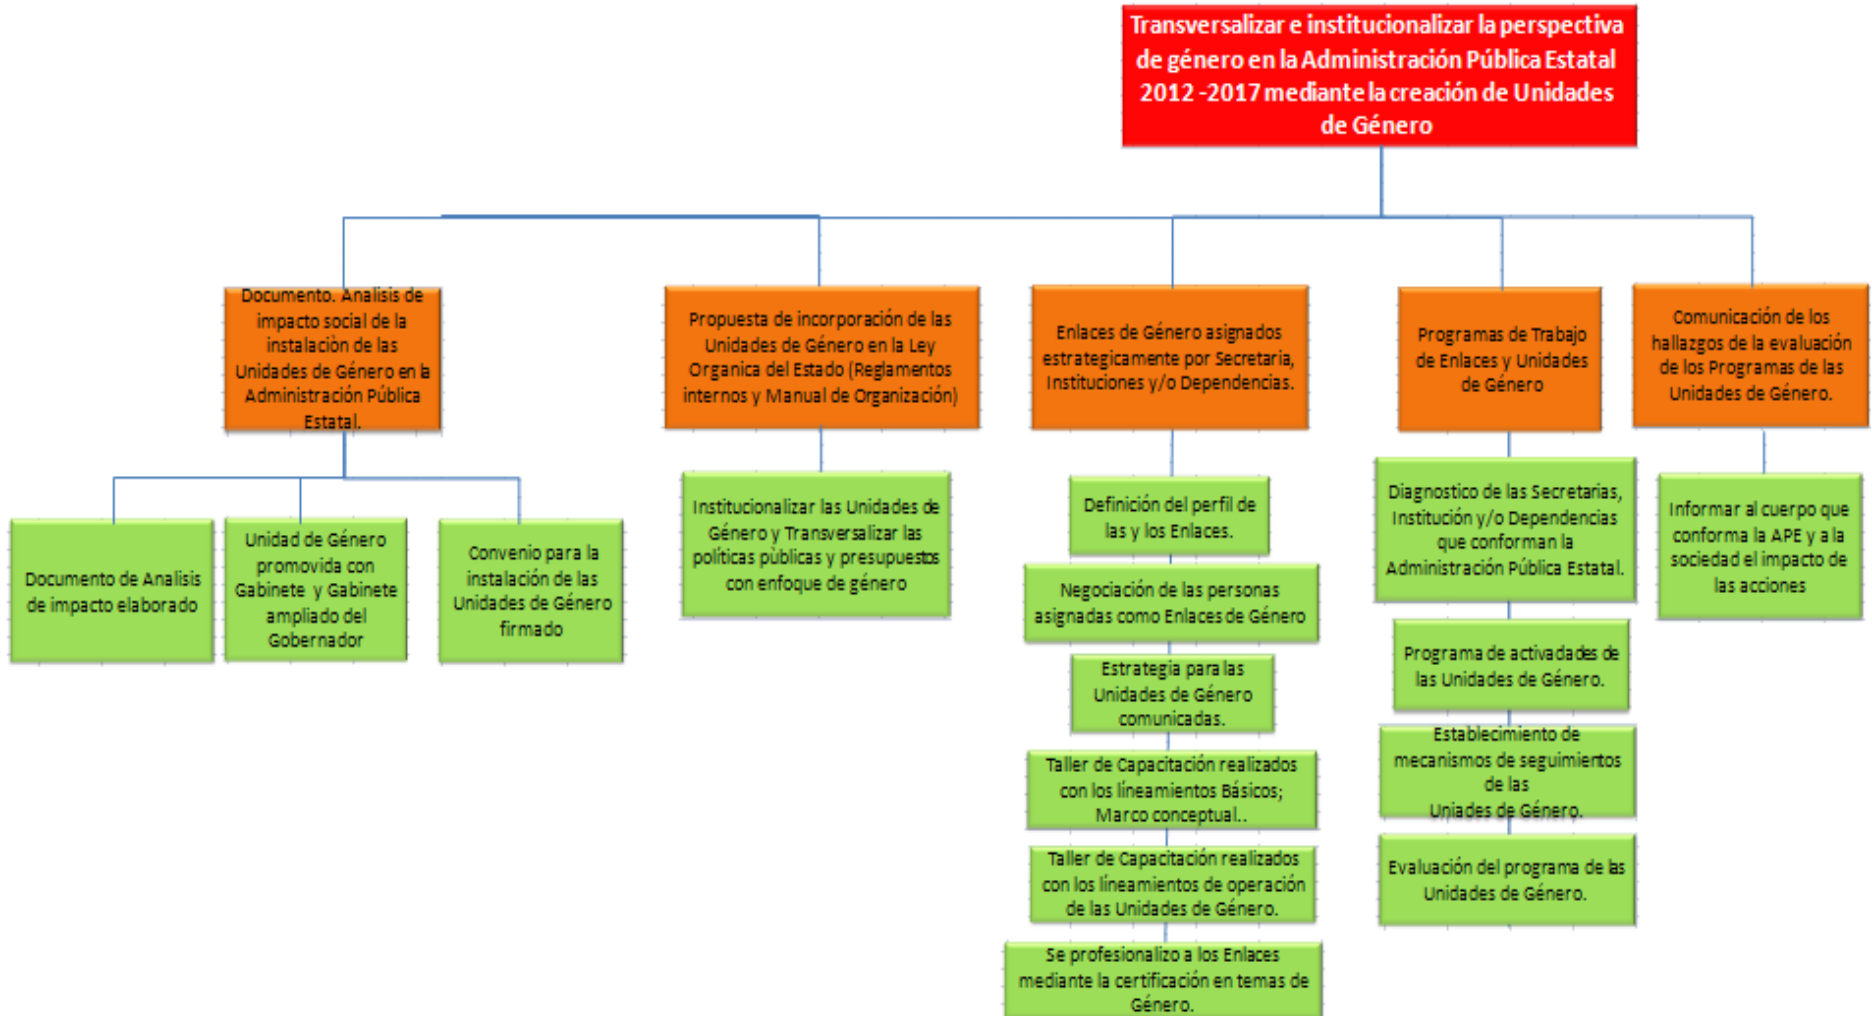 Transversalizar e institucionalizar la perspectiva
de género en la Administración Pública Estatal
2012 -2017 mediante la creación de Unidades
de Género
Documento. Analisis de
impacto social de la
instalaciòn de las
Unidades de Género en la
Administración Pública
Estatal.
Propuesta de incorporación de las
Unidades de Género en la Ley
Organica del Estado (Reglamentos
internos y Manual de Organización)
Enlaces de Género asignados
estrategicamente por Secretaria,
Instituciones y/o Dependencias.
Programas de Trabajo
de Enlaces y Unidades
de Género
Comunicación de los
hallazgos de la evaluación
de los Programas de las
Unidades de Género.
Documento de Analisis
de impacto elaborado
Unidad de Género
promovida con
Gabinete y Gabinete
ampliado del
Gobernador
Convenio para la
instalación de las
Unidades de Género
firmado
Institucionalizar las Unidades de
Género y Transversalizar las
políticas pùblicas y presupuestos
con enfoque de género
Definición del perfil de
las y los Enlaces.
Negociación de las personas
asignadas como Enlaces de Género
Estrategia para las
Unidades de Género
comunicadas.
Taller de Capacitación realizados
con los líneamientos Básicos;
Marco conceptual..
Taller de Capacitación realizados
con los líneamientos de operación
de las Unidades de Género.
Se profesionalizo a los Enlaces
mediante la certificación en temas de
Género.
Diagnostico de las Secretarias,
Institución y/o Dependencias
que conforman la
Administración Pública Estatal.
Programa de activadades de
las Unidades de Género.
Establecimiento de
mecanismos de seguimientos
de las
Uniades de Género.
Evaluación del programa de las
Unidades de Género.
Informar al cuerpo que
conforma la APE y a la
sociedad el impacto de
las acciones